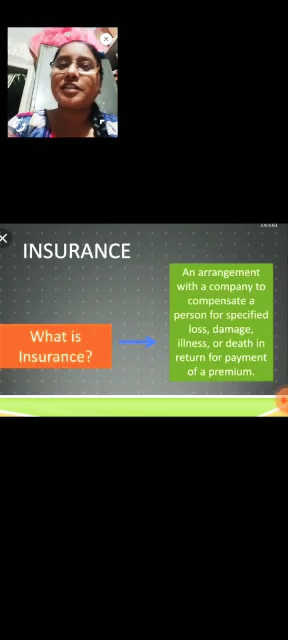 INSURANCE
An arrangement
with a company to
compensate a
person for specified
loss, damage,
illness, or death in
return for payment
of a premium.
What is
Insurance?